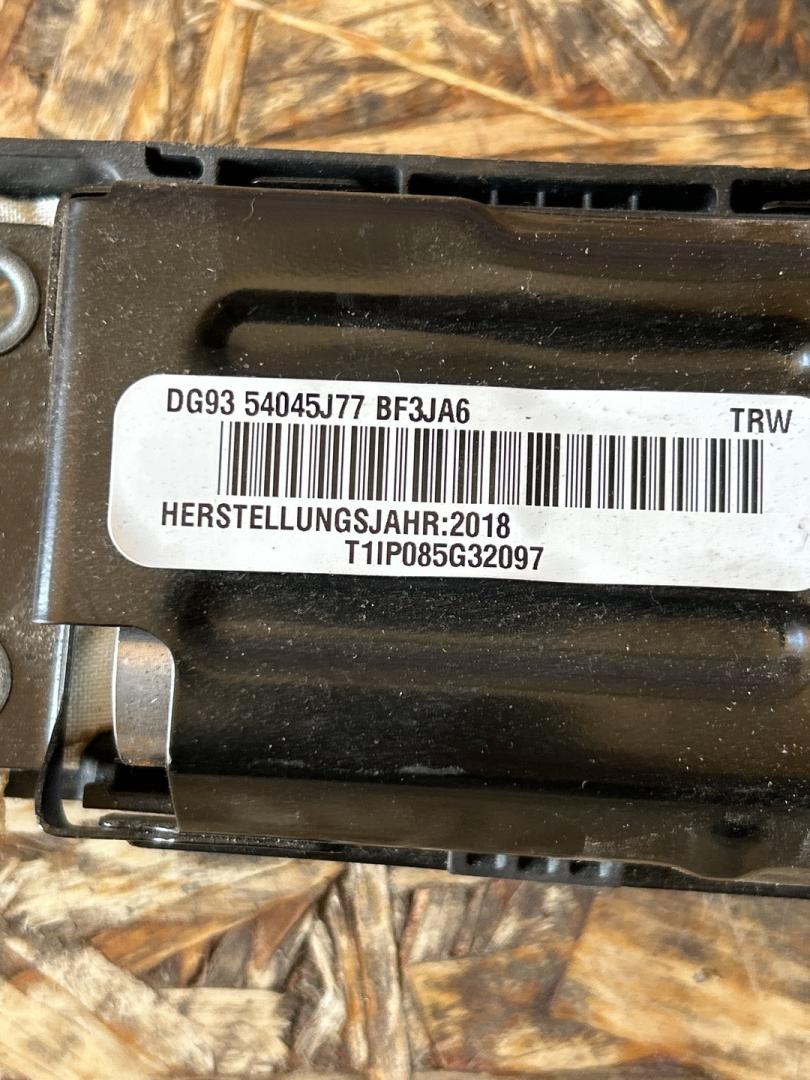 DG93 54045J77 BF3JA6 TRW
HERSTELLUNGSJAHR:2018
T1IP085G32097